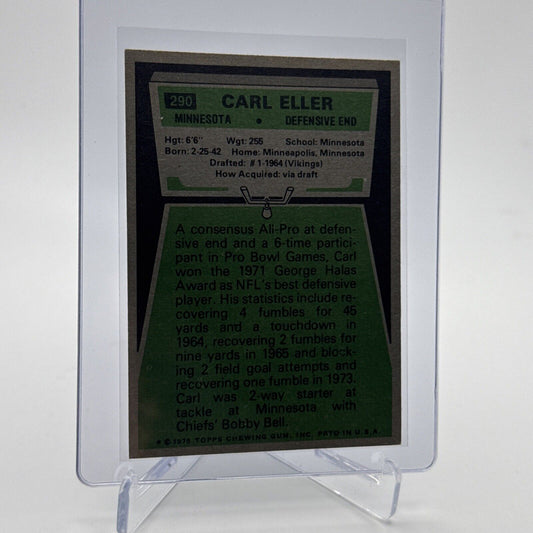 290 CARL ELLER
MINNESOTA • DEFENSIVE END
Hgt: 6'6" Wgt: 255 School: Minnesota
Born: 2-25-42 Home: Minneapolis, Minnesota
Drafted: #1-1964 (Vikings)
How Acquired: via draft
A consensus All-Pro at defen-
sive end and a 6-time partici-
pant in Pro Bowl Games, Carl
won the 1971 George Halas
Award as NFL's best defensive
player. His statistics include re-
covering 4 fumbles for 45
yards and a touchdown in
1964, recovering 2 fumbles for
nine yards in 1965 and block-
ing 2 field goal attempts and
recovering one fumble in 1973.
Carl was 2-way starter at
tackle at Minnesota with
Chiefs' Bobby Bell.
* © 1975 TOPPS CHEWING GUM, INC. PRTD IN U.S.A.